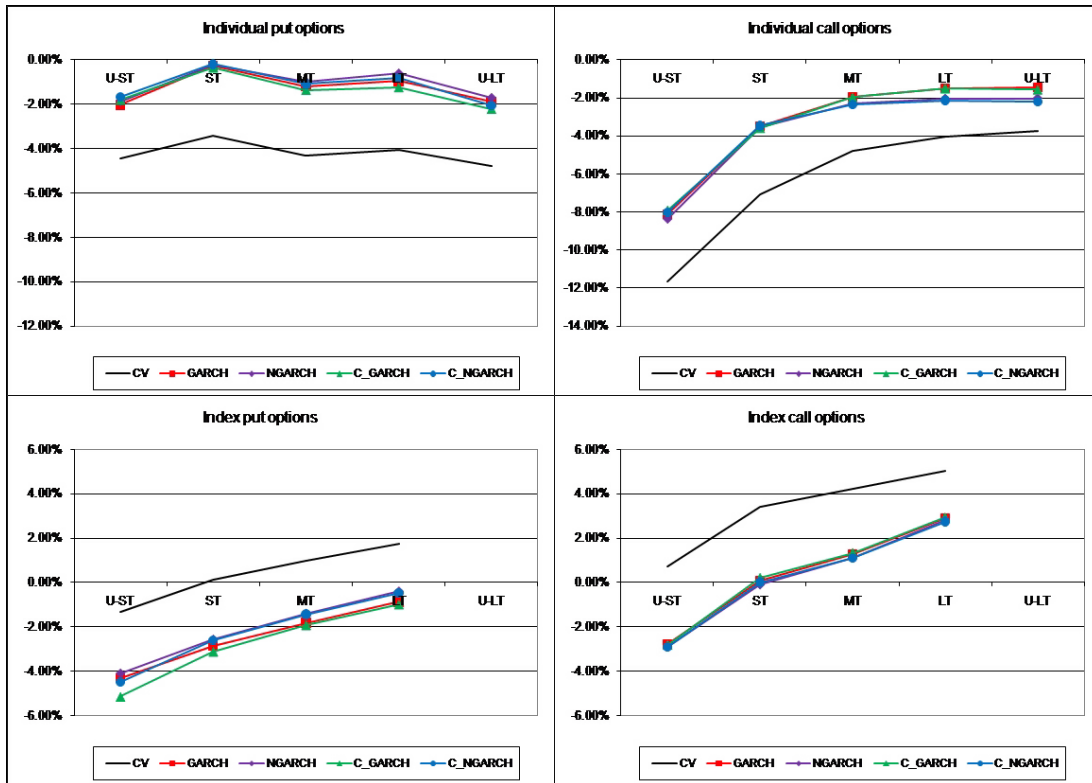 Individual put options
0.00%
U-ST ST MT LT U-LT
-2.00%
-4.00%
-6.00%
-8.00%
-10.00%
-12.00%
CV GARCH NGARCH C_GARCH C_NGARCH
Individual call options
0.00%
U-ST ST MT LT U-LT
-2.00%
-4.00%
-6.00%
-8.00%
-10.00%
-12.00%
-14.00%
CV GARCH NGARCH C_GARCH C_NGARCH
Index put options
6.00%
4.00%
2.00%
0.00%
U-ST ST MT LT U-LT
-2.00%
-4.00%
-6.00%
CV GARCH NGARCH C_GARCH C_NGARCH
Index call options
6.00%
4.00%
2.00%
0.00%
U-ST ST MT LT U-LT
-2.00%
-4.00%
-6.00%
CV GARCH NGARCH C_GARCH C_NGARCH